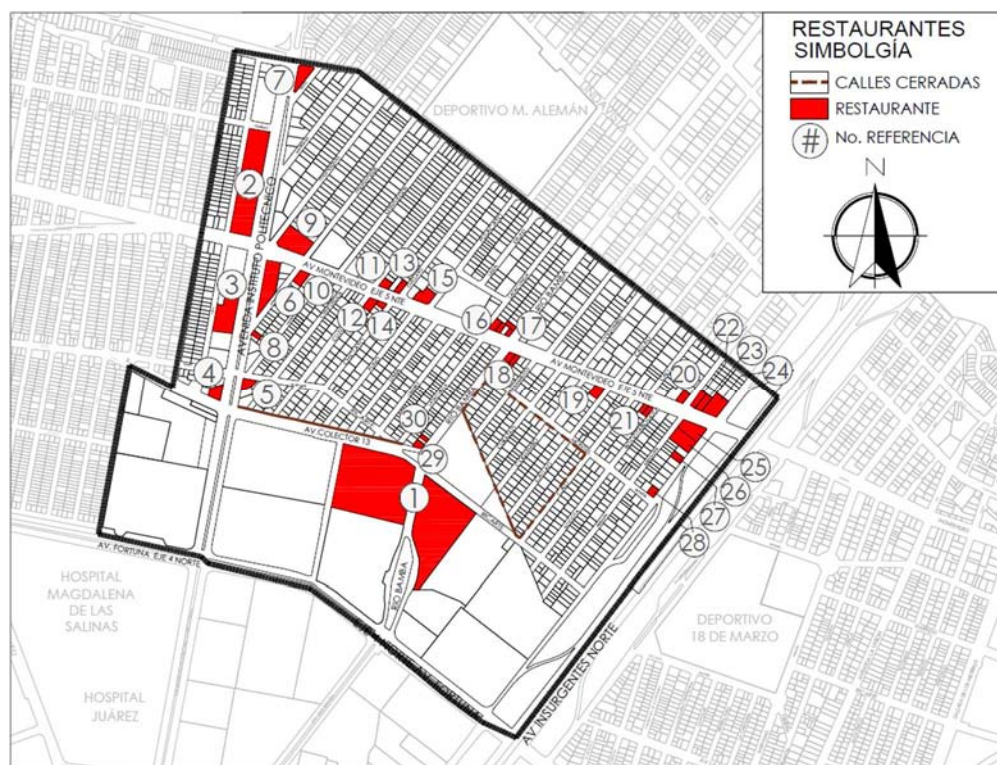 RESTAURANTES
SIMBOLGÍA
CALLES CERRADAS
RESTAURANTE
# No. REFERENCIA
N
DEPORTIVO M. ALEMÁN
7
2
9
AVENIDA INSTITUTO POLITECNICO
AV MONTEVIDEO EJE 5 NTE
11
13
15
3
6
10
12
14
16
17
RIO BAMBA
8
AV MONTEVIDEO EJE 5 NTE
22
23
24
4
5
18
19
20
21
30
AV. COLECTOR 13
29
1
25
26
27
28
RIO BAMBA
AV. FORTUNA EJE 4 NORTE
HOSPITAL
MAGDALENA
DE LAS
SALINAS
HOSPITAL
JUÁREZ
DEPORTIVO
18 DE MARZO
AV INSURGENTES NORTE